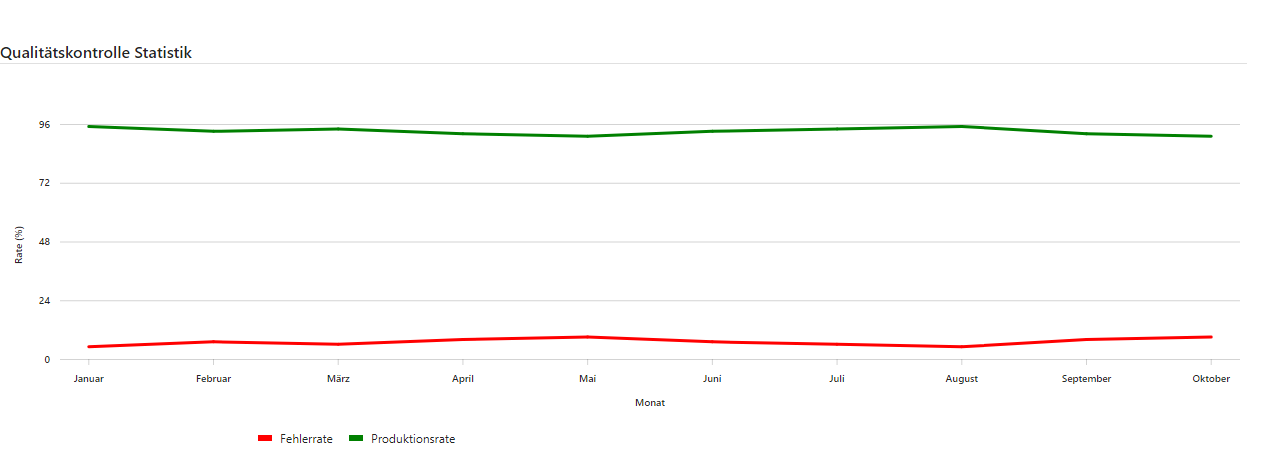 Qualitätskontrolle Statistik
96
72
48
24
0
Rate (%)
Januar Februar März April Mai Juni Juli August September Oktober
Monat
Fehlerrate Produktionsrate